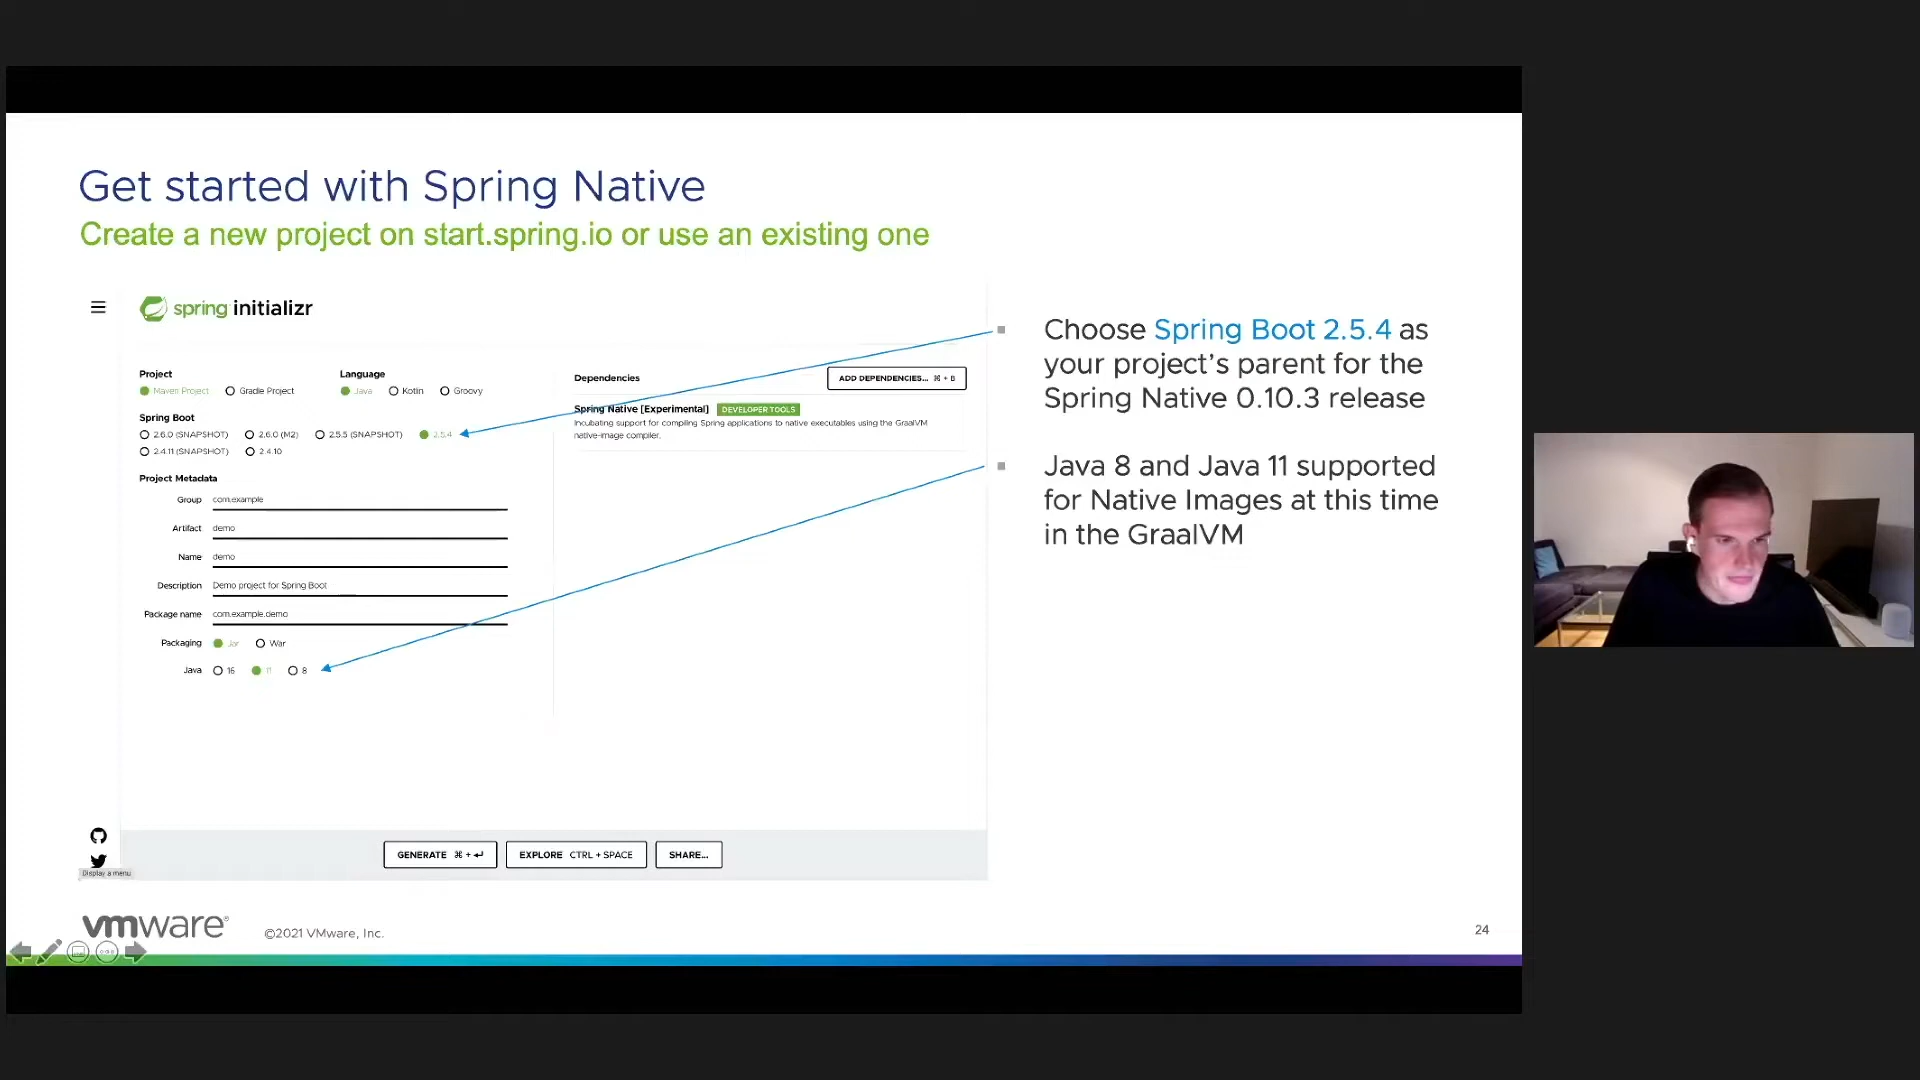 Get started with Spring Native
Create a new project on start.spring.io or use an existing one
spring initializr
Project
Maven Project Gradle Project
Language
Java Kotlin Groovy
Spring Boot
2.6.0 (SNAPSHOT) 2.6.0 (M2) 2.5.5 (SNAPSHOT) 2.5.4
2.4.11 (SNAPSHOT) 2.4.10
Project Metadata
Group com.example
Artifact demo
Name demo
Description Demo project for Spring Boot
Package name com.example.demo
Packaging Jar War
Java 16 11 8
Dependencies
ADD DEPENDENCIES... ⌘ + B
Spring Native [Experimental] DEVELOPER TOOLS
Incubating support for compiling Spring applications to native executables using the GraalVM
native-image compiler.
GENERATE ⌘ + ↵ EXPLORE CTRL + SPACE SHARE...
Display a menu
Choose Spring Boot 2.5.4 as
your project's parent for the
Spring Native 0.10.3 release
Java 8 and Java 11 supported
for Native Images at this time
in the GraalVM
vmware®
©2021 VMware, Inc.
24